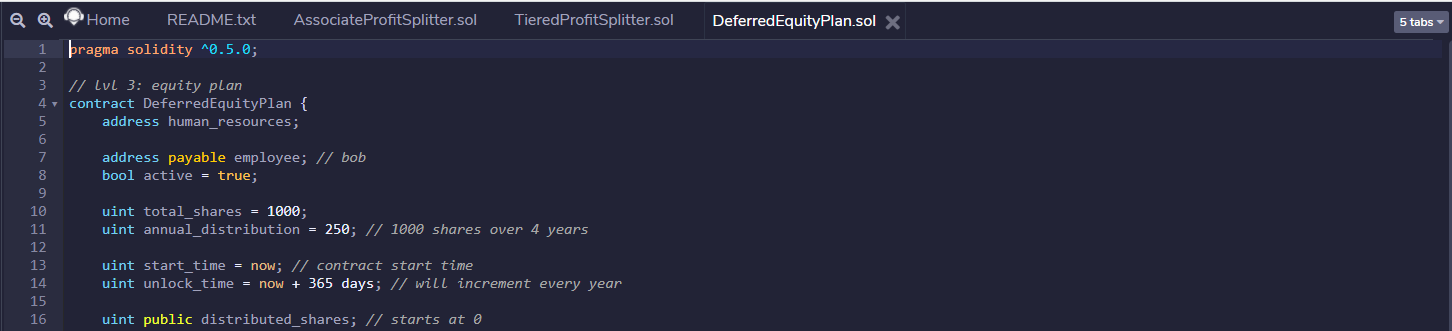 Home README.txt AssociateProfitSplitter.sol TieredProfitSplitter.sol DeferredEquityPlan.sol 5 tabs
1 pragma solidity ^0.5.0;
2
3 // lvl 3: equity plan
4 contract DeferredEquityPlan {
5 address human_resources;
6
7 address payable employee; // bob
8 bool active = true;
9
10 uint total_shares = 1000;
11 uint annual_distribution = 250; // 1000 shares over 4 years
12
13 uint start_time = now; // contract start time
14 uint unlock_time = now + 365 days; // will increment every year
15
16 uint public distributed_shares; // starts at 0